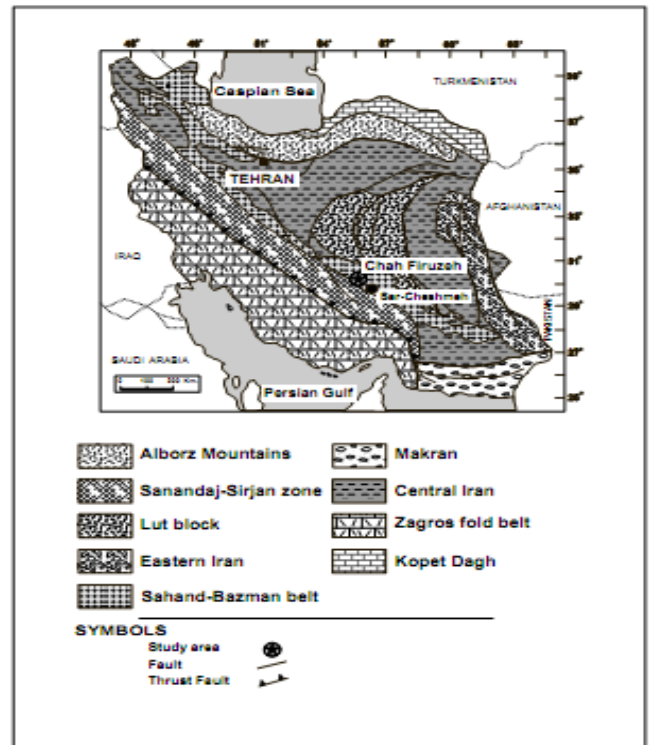 Caspian Sea
TURKMENISTAN
TEHRAN
AFGHANISTAN
IRAQ
Chah Firuzeh
Sar-Cheshmeh
PAKISTAN
SAUDI ARABIA
Persian Gulf
Alborz Mountains
Makran
Sanandaj-Sirjan zone
Central Iran
Lut block
Zagros fold belt
Eastern Iran
Kopet Dagh
Sahand-Bazman belt
SYMBOLS
Study area
Fault
Thrust Fault